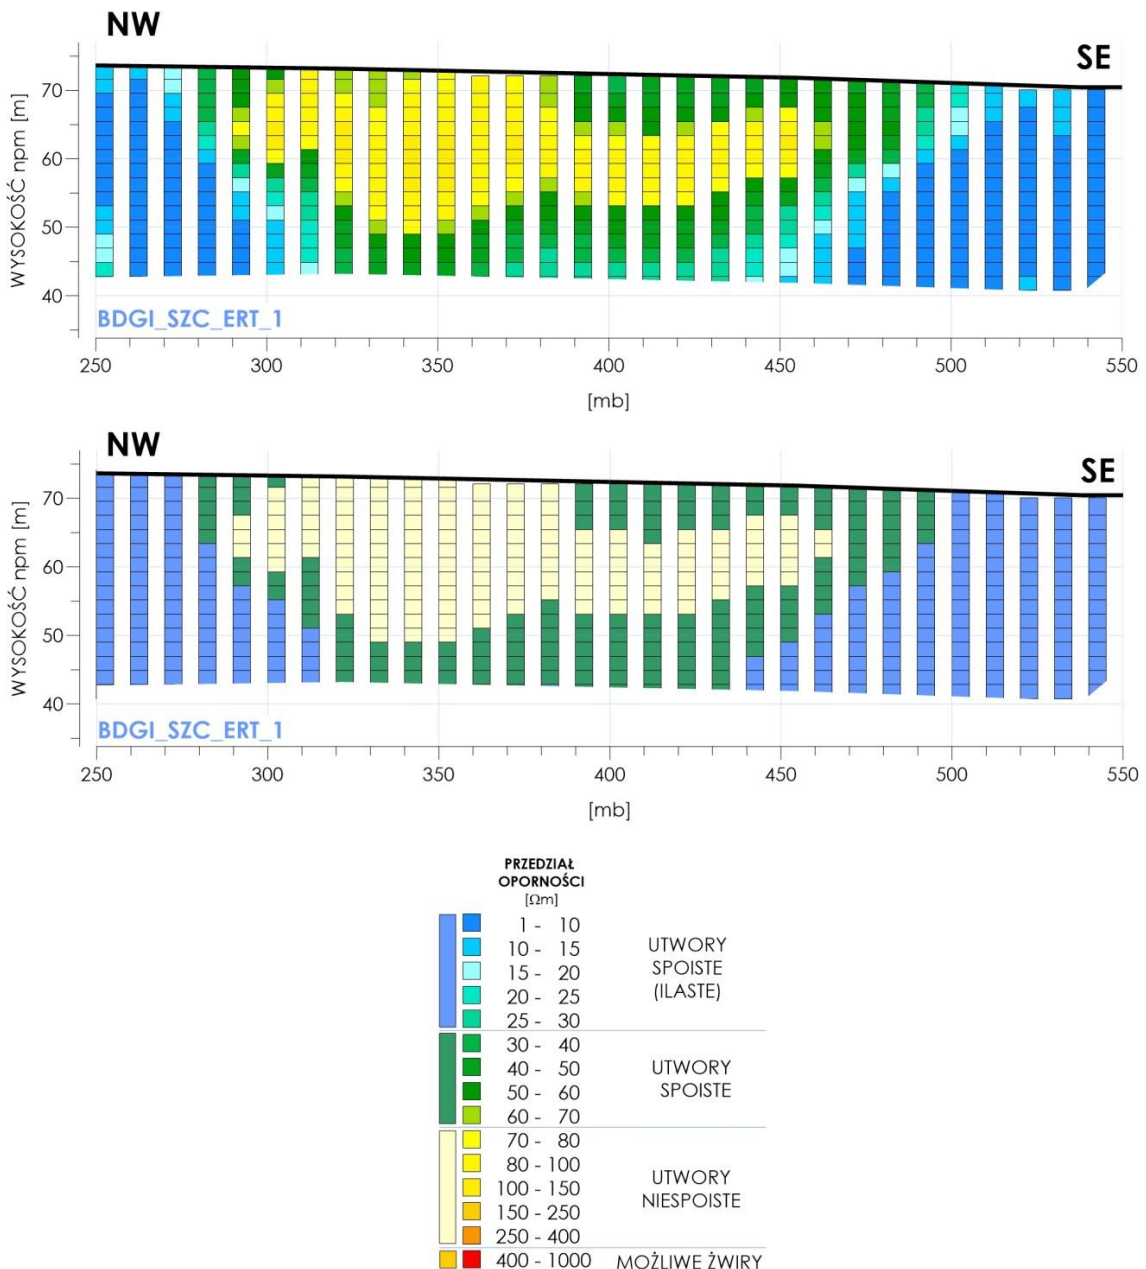 NW
SE
WYSOKOŚĆ npm [m]
70
60
50
40
BDGI_SZC_ERT_1
250 300 350 400 450 500 550
[mb]
NW
SE
WYSOKOŚĆ npm [m]
70
60
50
40
BDGI_SZC_ERT_1
250 300 350 400 450 500 550
[mb]
PRZEDZIAŁ
OPORNOŚCI
[Ωm]
1 - 10
10 - 15
15 - 20
20 - 25
25 - 30
UTWORY
SPOISTE
(ILASTE)
30 - 40
40 - 50
50 - 60
60 - 70
UTWORY
SPOISTE
70 - 80
80 - 100
100 - 150
150 - 250
250 - 400
UTWORY
NIESPOISTE
400 - 1000 MOŻLIWE ŻWIRY